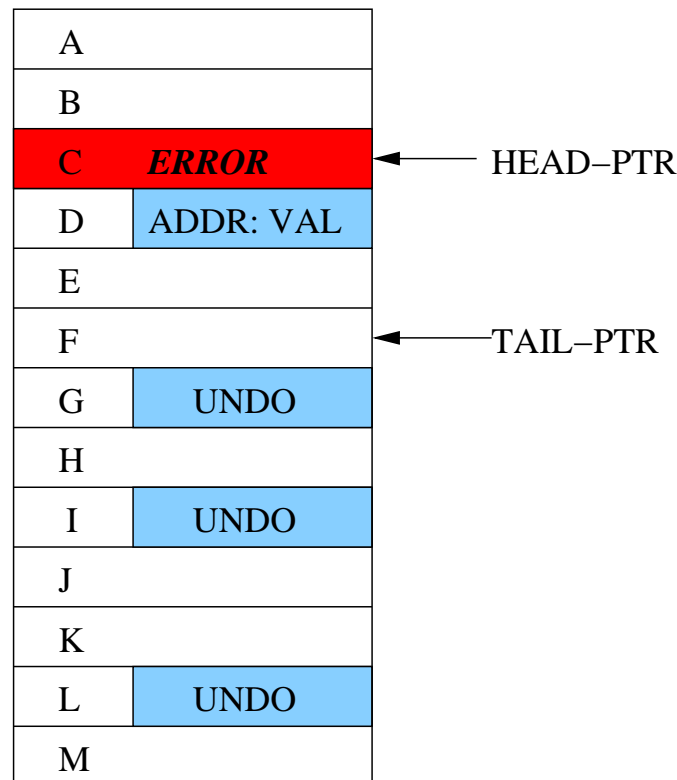 A
B
C ERROR HEAD–PTR
D ADDR: VAL
E
F TAIL–PTR
G UNDO
H
I UNDO
J
K
L UNDO
M